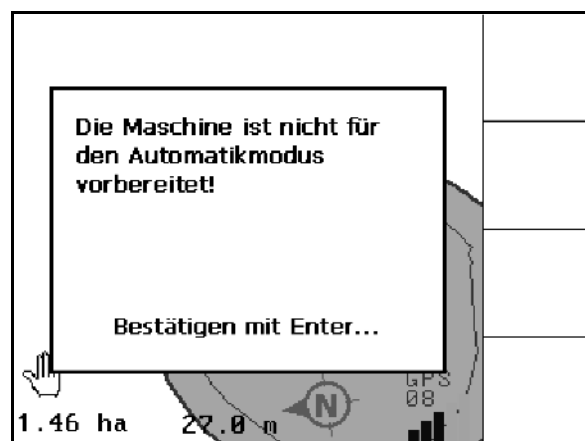 Die Maschine ist nicht für
den Automatikmodus
vorbereitet!
Bestätigen mit Enter...
GPS
08
N
1.46 ha
27.0 m